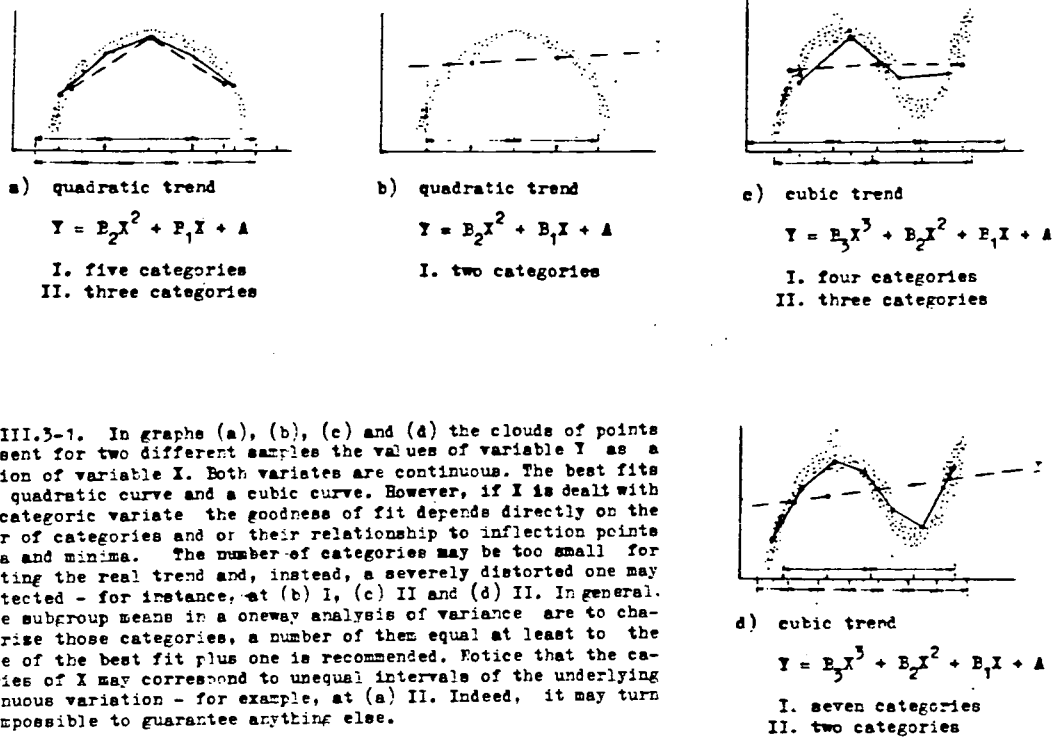 a) quadratic trend
Y = B₂X² + B₁X + A
I. five categories
II. three categories
b) quadratic trend
Y = B₂X² + B₁X + A
I. two categories
c) cubic trend
Y = B₃X³ + B₂X² + B₁X + A
I. four categories
II. three categories
III.3-1. In graphs (a), (b), (c) and (d) the clouds of points
sent for two different samples the values of variable Y as a
ion of variable X. Both variates are continuous. The best fits
quadratic curve and a cubic curve. However, if X is dealt with
categoric variate the goodness of fit depends directly on the
r of categories and or their relationship to inflection points
a and minima. The number of categories may be too small for
ting the real trend and, instead, a severely distorted one may
tected - for instance, at (b) I, (c) II and (d) II. In general.
e subgroup means in a oneway analysis of variance are to cha-
rise those categories, a number of them equal at least to the
e of the best fit plus one is recommended. Notice that the ca-
ies of X may correspond to unequal intervals of the underlying
nuous variation - for example, at (a) II. Indeed, it may turn
mpossible to guarantee anything else.
d) cubic trend
Y = B₃X³ + B₂X² + B₁X + A
I. seven categories
II. two categories